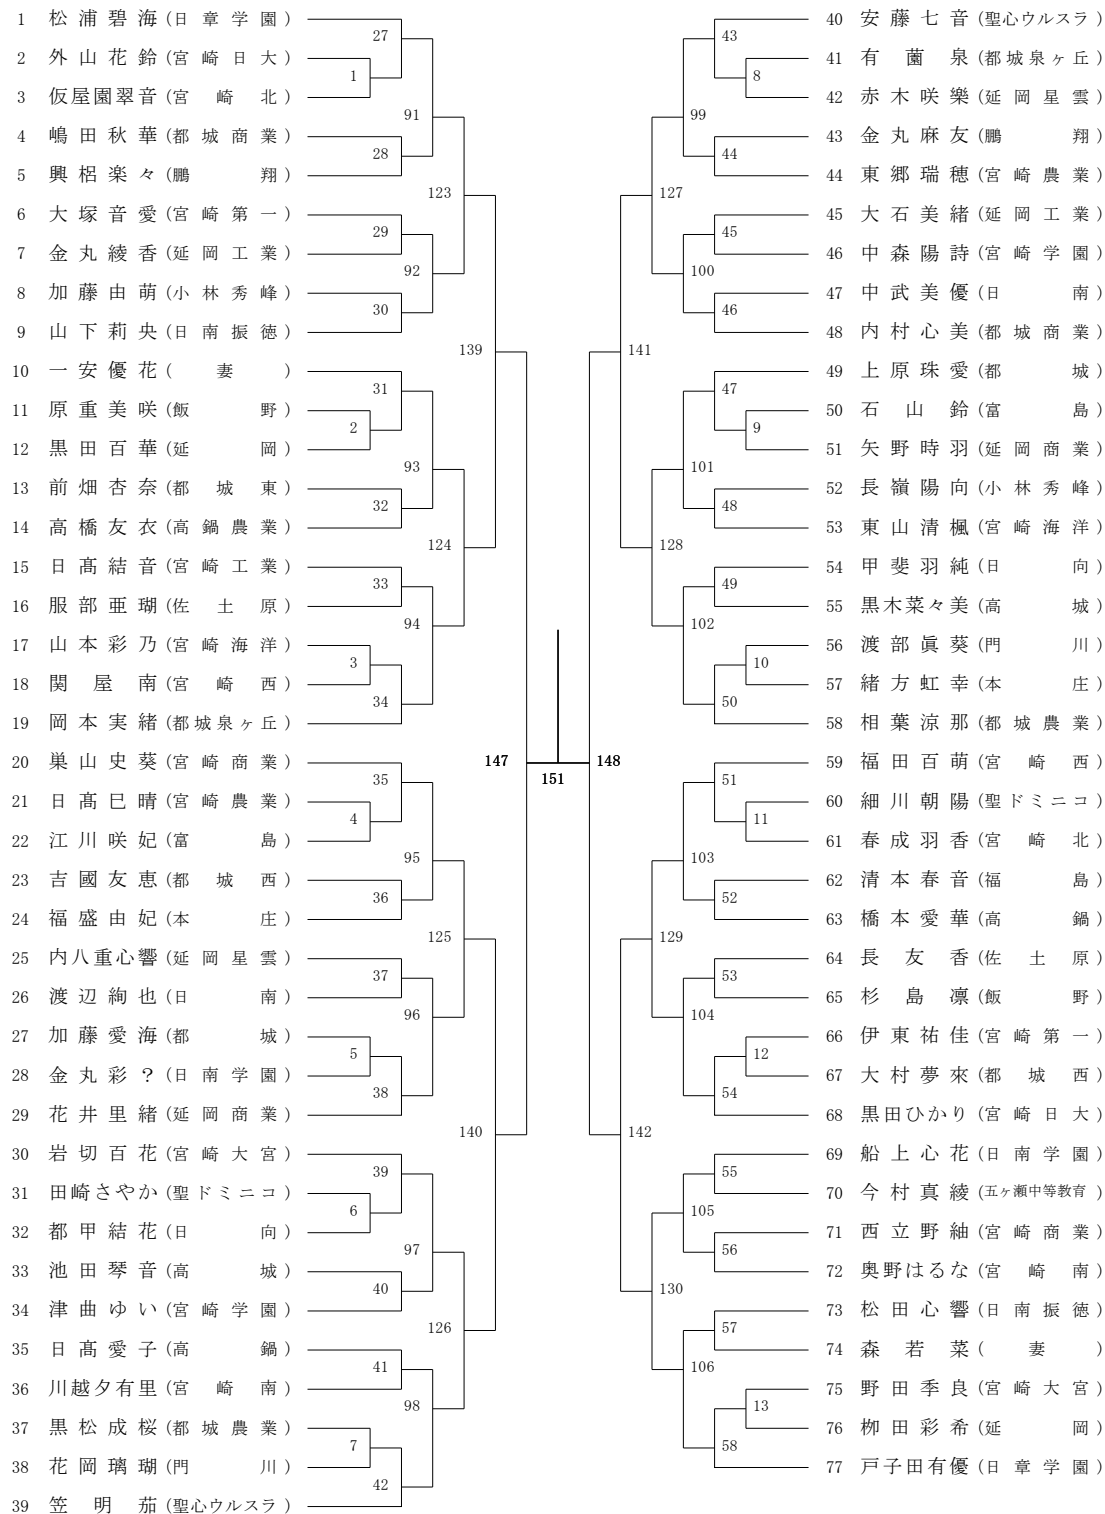 1 松浦碧海(日章学園)
2 外山花鈴(宮崎日大)
3 仮屋園翠音(宮崎北)
4 嶋田秋華(都城商業)
5 興梠楽々(鵬翔)
6 大塚音愛(宮崎第一)
7 金丸綾香(延岡工業)
8 加藤由萌(小林秀峰)
9 山下莉央(日南振徳)
10 一安優花(妻)
11 原重美咲(飯野)
12 黒田百華(延岡)
13 前畑杏奈(都城東)
14 高橋友衣(高鍋農業)
15 日髙結音(宮崎工業)
16 服部亜瑚(佐土原)
17 山本彩乃(宮崎海洋)
18 関屋南(宮崎西)
19 岡本実緒(都城泉ヶ丘)
20 巣山史葵(宮崎商業)
21 日髙巳晴(宮崎農業)
22 江川咲妃(富島)
23 吉國友恵(都城西)
24 福盛由妃(本庄)
25 内八重心響(延岡星雲)
26 渡辺絢也(日南)
27 加藤愛海(都城)
28 金丸彩？(日南学園)
29 花井里緒(延岡商業)
30 岩切百花(宮崎大宮)
31 田崎さやか(聖ドミニコ)
32 都甲結花(日向)
33 池田琴音(高城)
34 津曲ゆい(宮崎学園)
35 日髙愛子(高鍋)
36 川越夕有里(宮崎南)
37 黒松成桜(都城農業)
38 花岡璃瑚(門川)
39 笠明茄(聖心ウルスラ)
27
1
91
28
123
29
92
30
139
31
2
93
32
124
33
94
3
34
147
35
4
95
36
125
37
96
5
38
140
39
6
97
40
126
41
98
7
42
151
148
43
8
99
44
127
45
100
46
141
47
9
101
48
128
49
102
10
50
51
11
103
52
129
53
104
12
54
142
55
105
56
130
57
106
13
58
40 安藤七音(聖心ウルスラ)
41 有薗泉(都城泉ヶ丘)
42 赤木咲樂(延岡星雲)
43 金丸麻友(鵬翔)
44 東郷瑞穂(宮崎農業)
45 大石美緒(延岡工業)
46 中森陽詩(宮崎学園)
47 中武美優(日南)
48 内村心美(都城商業)
49 上原珠愛(都城)
50 石山鈴(富島)
51 矢野時羽(延岡商業)
52 長嶺陽向(小林秀峰)
53 東山清楓(宮崎海洋)
54 甲斐羽純(日向)
55 黒木菜々美(高城)
56 渡部眞葵(門川)
57 緒方虹幸(本庄)
58 相葉涼那(都城農業)
59 福田百萌(宮崎西)
60 細川朝陽(聖ドミニコ)
61 春成羽香(宮崎北)
62 清本春音(福島)
63 橋本愛華(高鍋)
64 長友香(佐土原)
65 杉島凛(飯野)
66 伊東祐佳(宮崎第一)
67 大村夢來(都城西)
68 黒田ひかり(宮崎日大)
69 船上心花(日南学園)
70 今村真綾(五ヶ瀬中等教育)
71 西立野紬(宮崎商業)
72 奥野はるな(宮崎南)
73 松田心響(日南振徳)
74 森若菜(妻)
75 野田季良(宮崎大宮)
76 栁田彩希(延岡)
77 戸子田有優(日章学園)